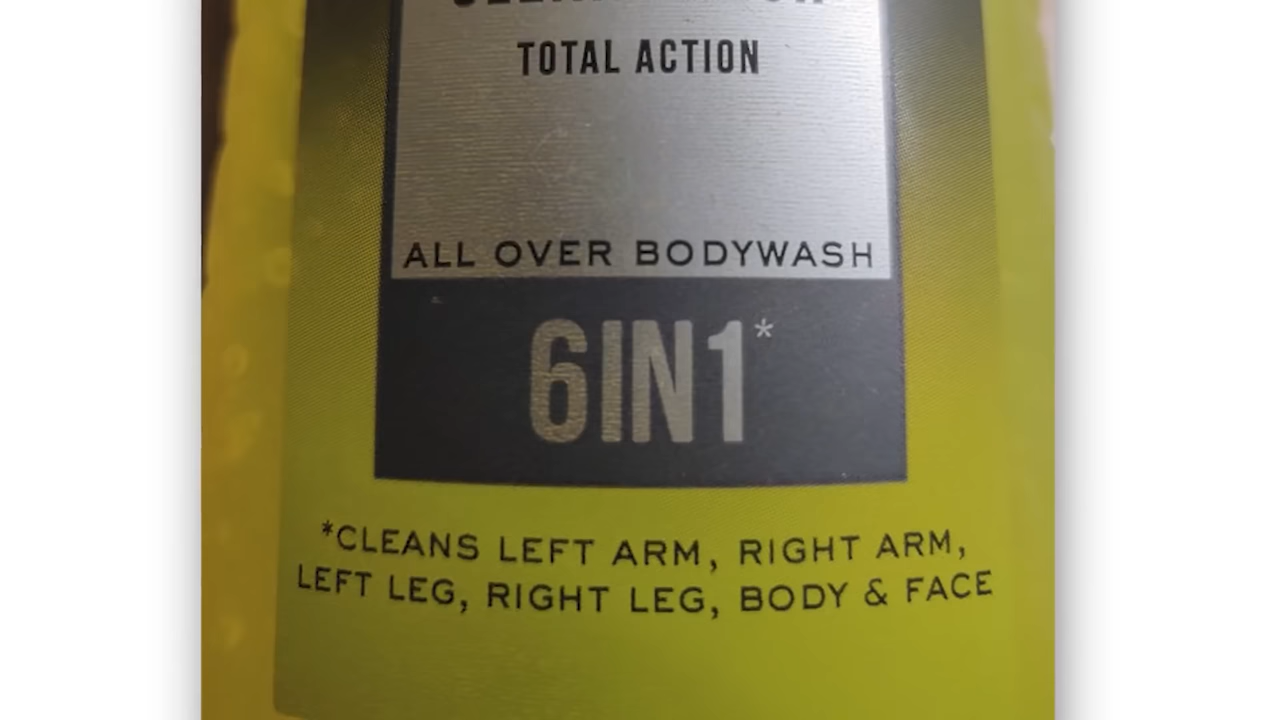 TOTAL ACTION
ALL OVER BODYWASH
6IN1*
*CLEANS LEFT ARM, RIGHT ARM,
LEFT LEG, RIGHT LEG, BODY & FACE